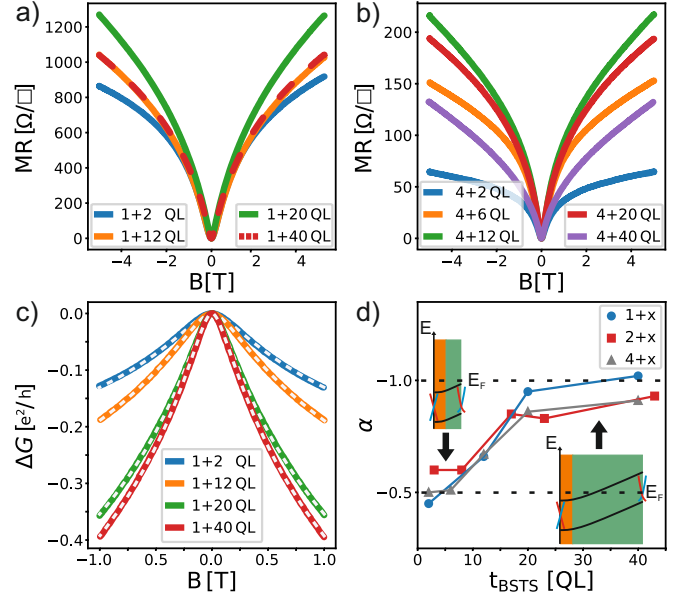 a)
MR [Ω/□]
1200
1000
800
600
400
200
0
−4 −2 0 2 4
B[T]
1+2 QL
1+12 QL
1+20 QL
1+40 QL
b)
MR [Ω/□]
200
150
100
50
0
−4 −2 0 2 4
B[T]
4+2 QL
4+6 QL
4+12 QL
4+20 QL
4+40 QL
c)
ΔG [e²/h]
0.0
−0.1
−0.2
−0.3
−0.4
-1.0 -0.5 0.0 0.5 1.0
B [T]
1+2 QL
1+12 QL
1+20 QL
1+40 QL
d)
α
-1.0
-0.5
0 10 20 30 40
t_BSTS [QL]
1+x
2+x
4+x
E
E_F
E
E_F